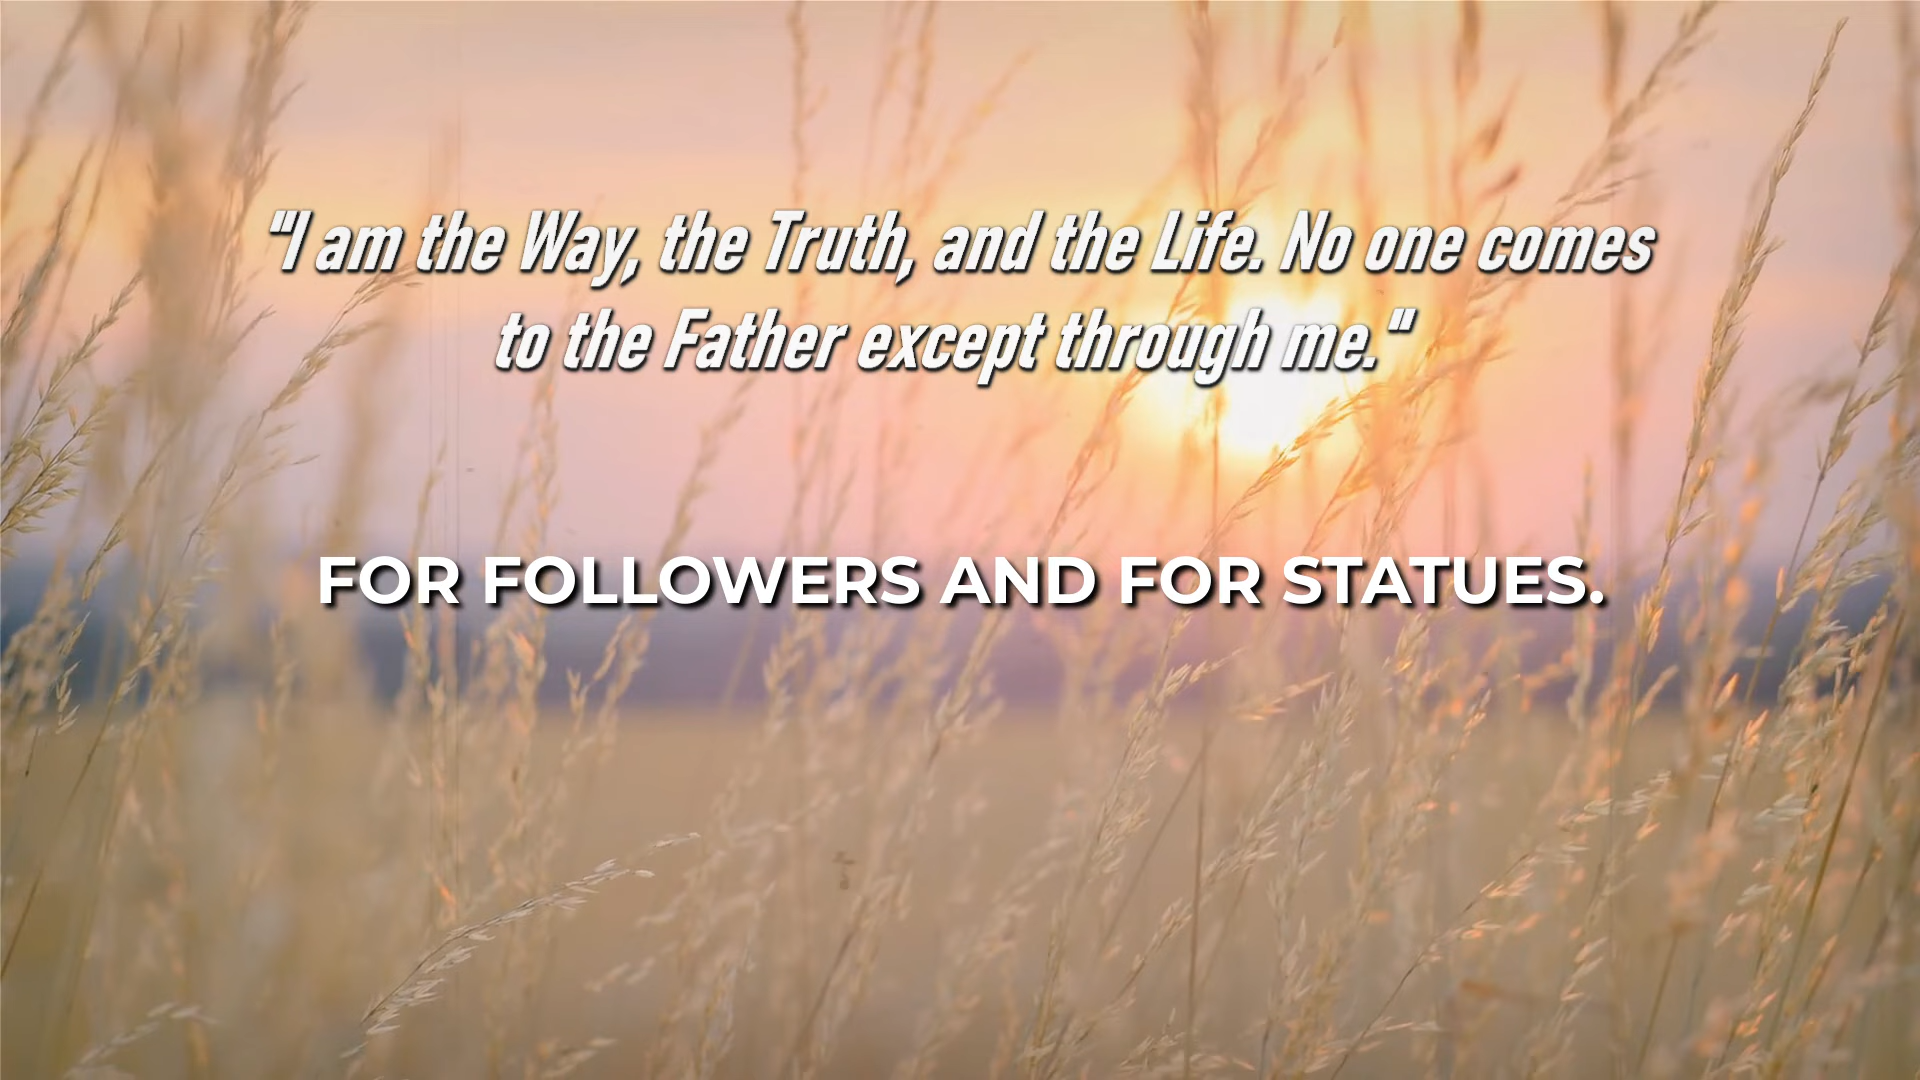 "I am the Way, the Truth, and the Life. No one comes
to the Father except through me."
FOR FOLLOWERS AND FOR STATUES.